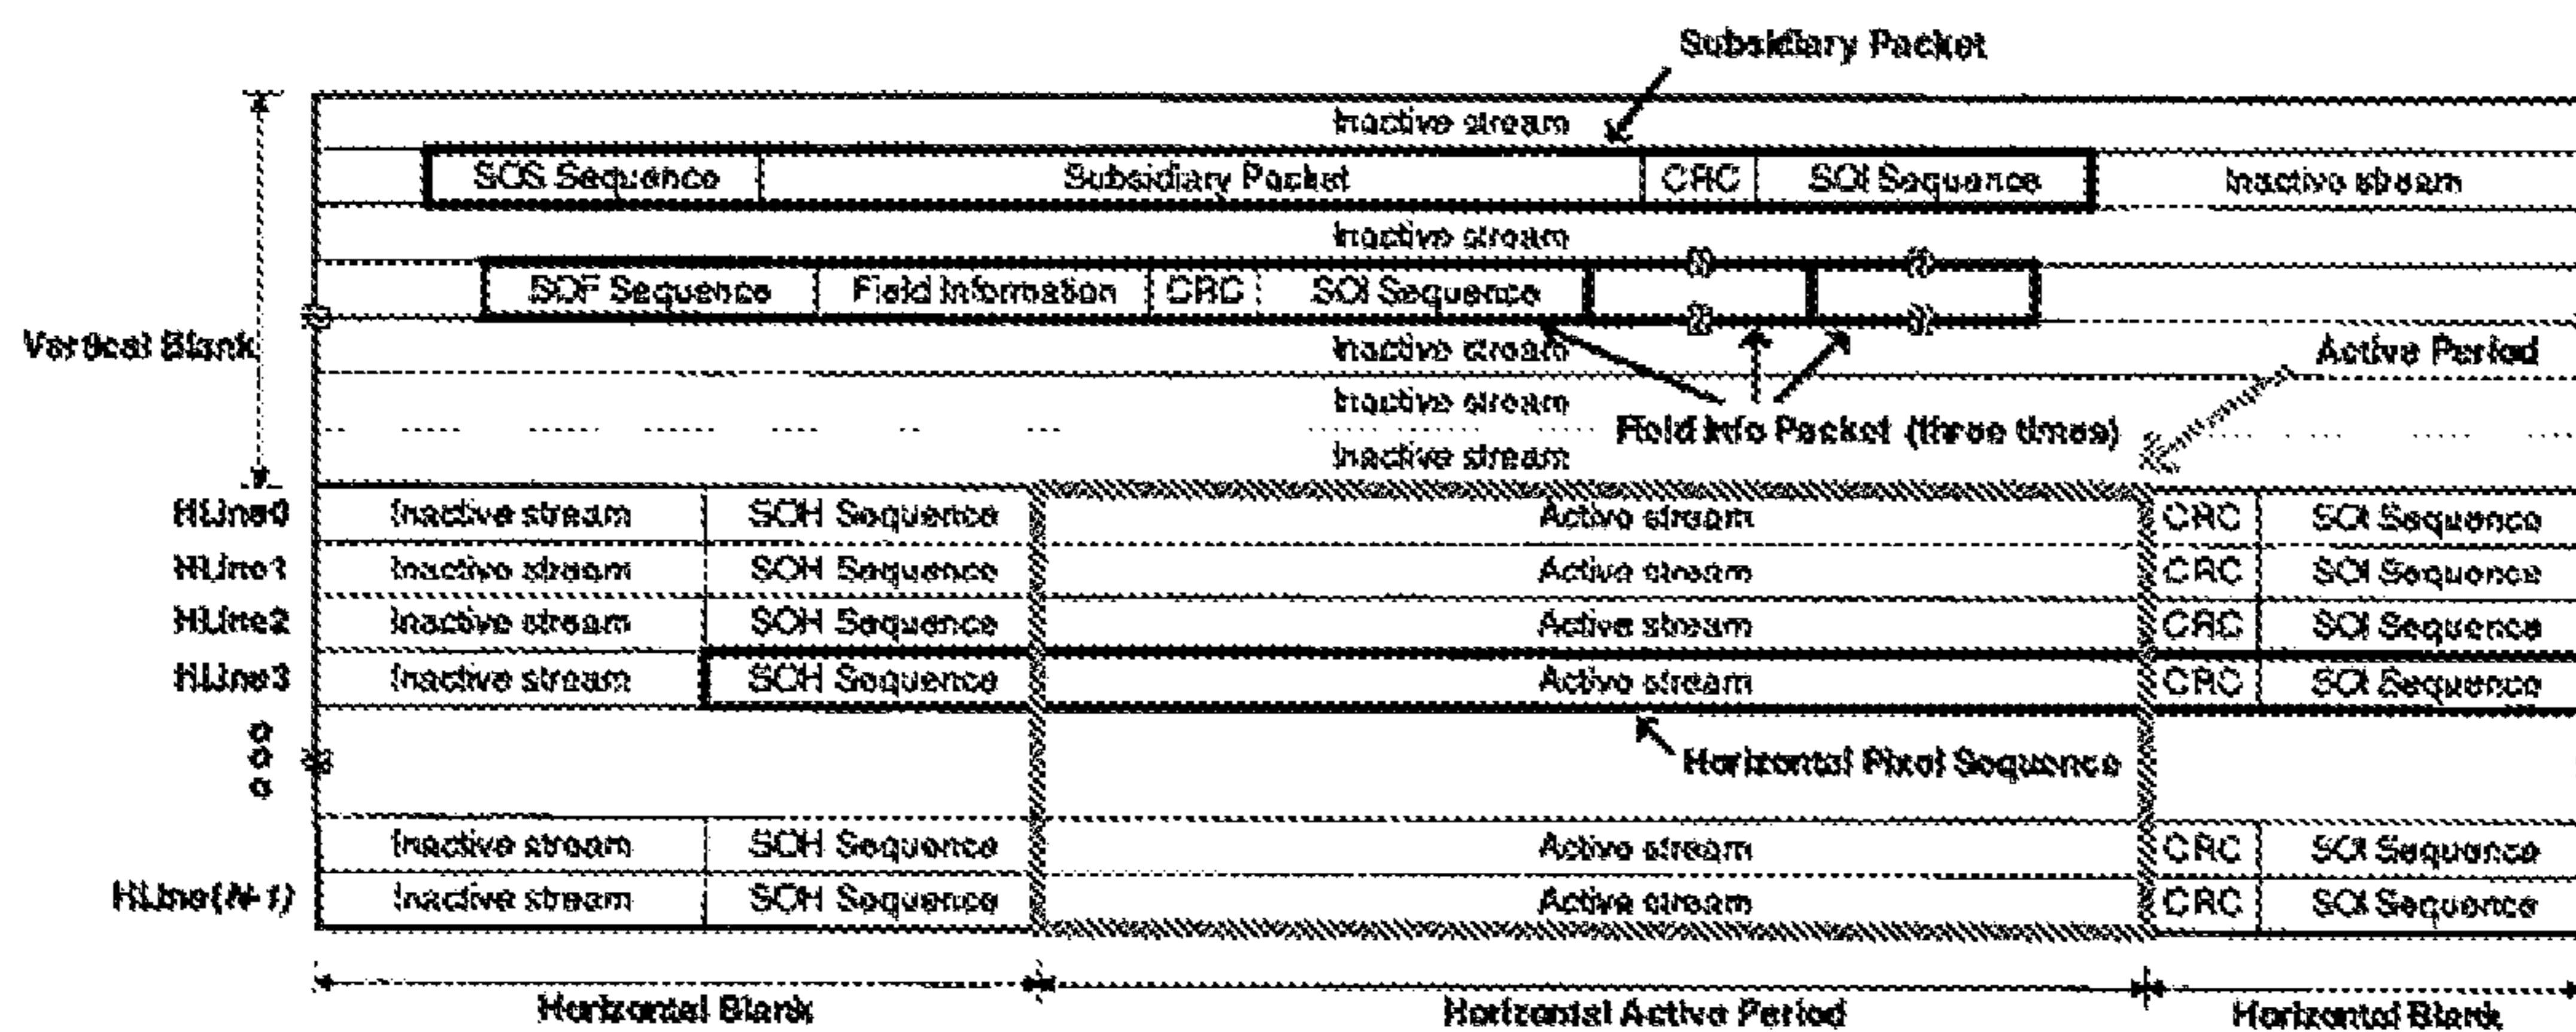 Subsidiary Packet
Inactive stream
SOS Sequence Subsidiary Packet CRC SOI Sequence Inactive stream
Inactive stream
SOF Sequence Field Information CRC SOI Sequence
Vertical Blank
Inactive stream
Active Period
Inactive stream
Field Info Packet (three times)
Inactive stream
HLine0 Inactive stream SOH Sequence Active stream CRC SOI Sequence
HLine1 Inactive stream SOH Sequence Active stream CRC SOI Sequence
HLine2 Inactive stream SOH Sequence Active stream CRC SOI Sequence
HLine3 Inactive stream SOH Sequence Active stream CRC SOI Sequence
Horizontal Pixel Sequence
Inactive stream SOH Sequence Active stream CRC SOI Sequence
HLine(N-1) Inactive stream SOH Sequence Active stream CRC SOI Sequence
Horizontal Blank Horizontal Active Period Horizontal Blank